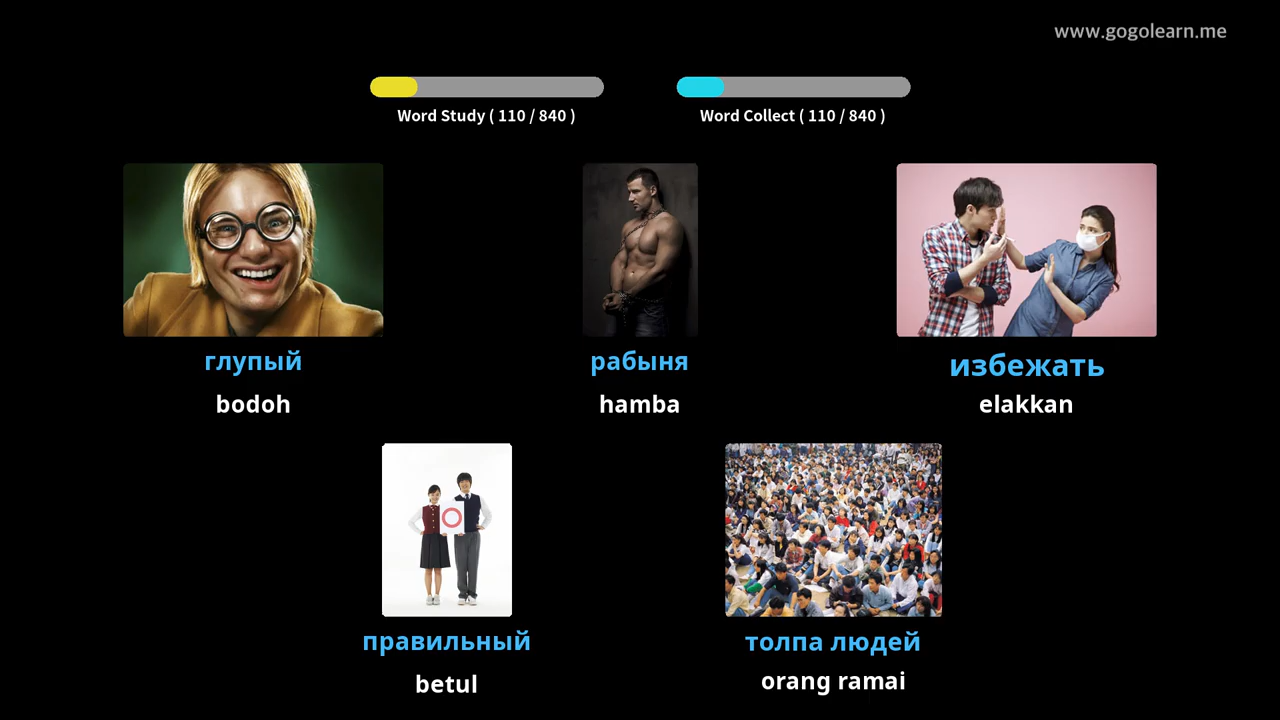 www.gogolearn.me
Word Study ( 110 / 840 )
Word Collect ( 110 / 840 )
глупый
bodoh
рабыня
hamba
избежать
elakkan
правильный
betul
толпа людей
orang ramai